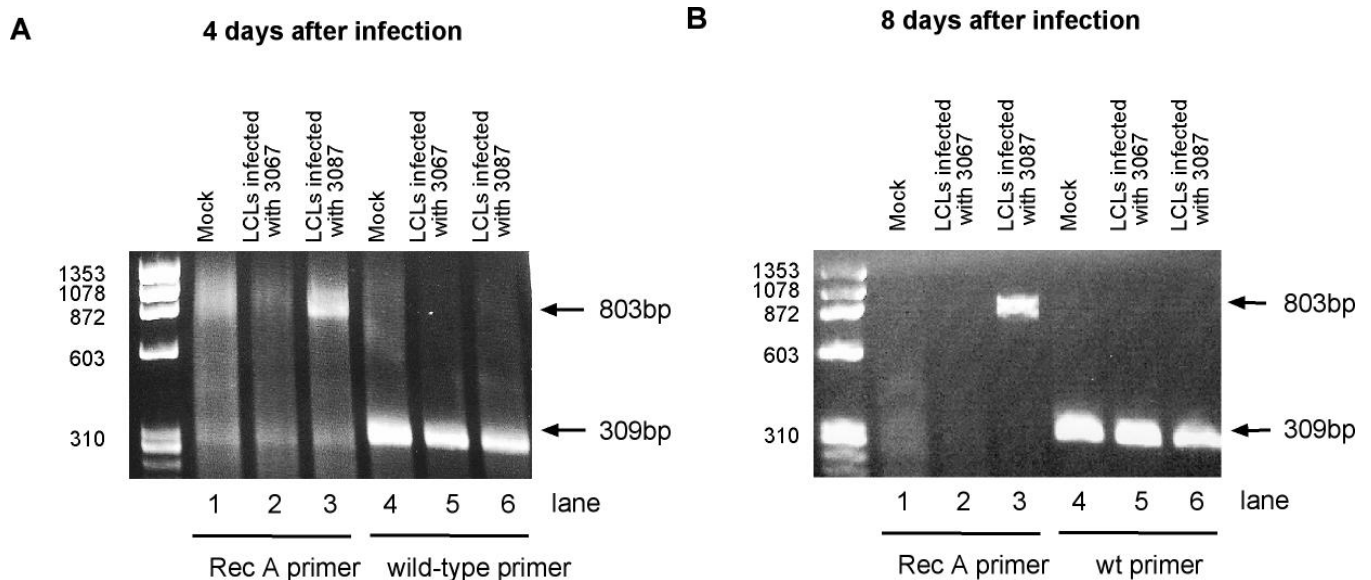 A
4 days after infection
Mock
LCLs infected
with 3067
LCLs infected
with 3087
Mock
LCLs infected
with 3067
LCLs infected
with 3087
1353
1078
872
603
310
803bp
309bp
1 2 3 4 5 6 lane
Rec A primer wild-type primer
B
8 days after infection
Mock
LCLs infected
with 3067
LCLs infected
with 3087
Mock
LCLs infected
with 3067
LCLs infected
with 3087
1353
1078
872
603
310
803bp
309bp
1 2 3 4 5 6 lane
Rec A primer wt primer